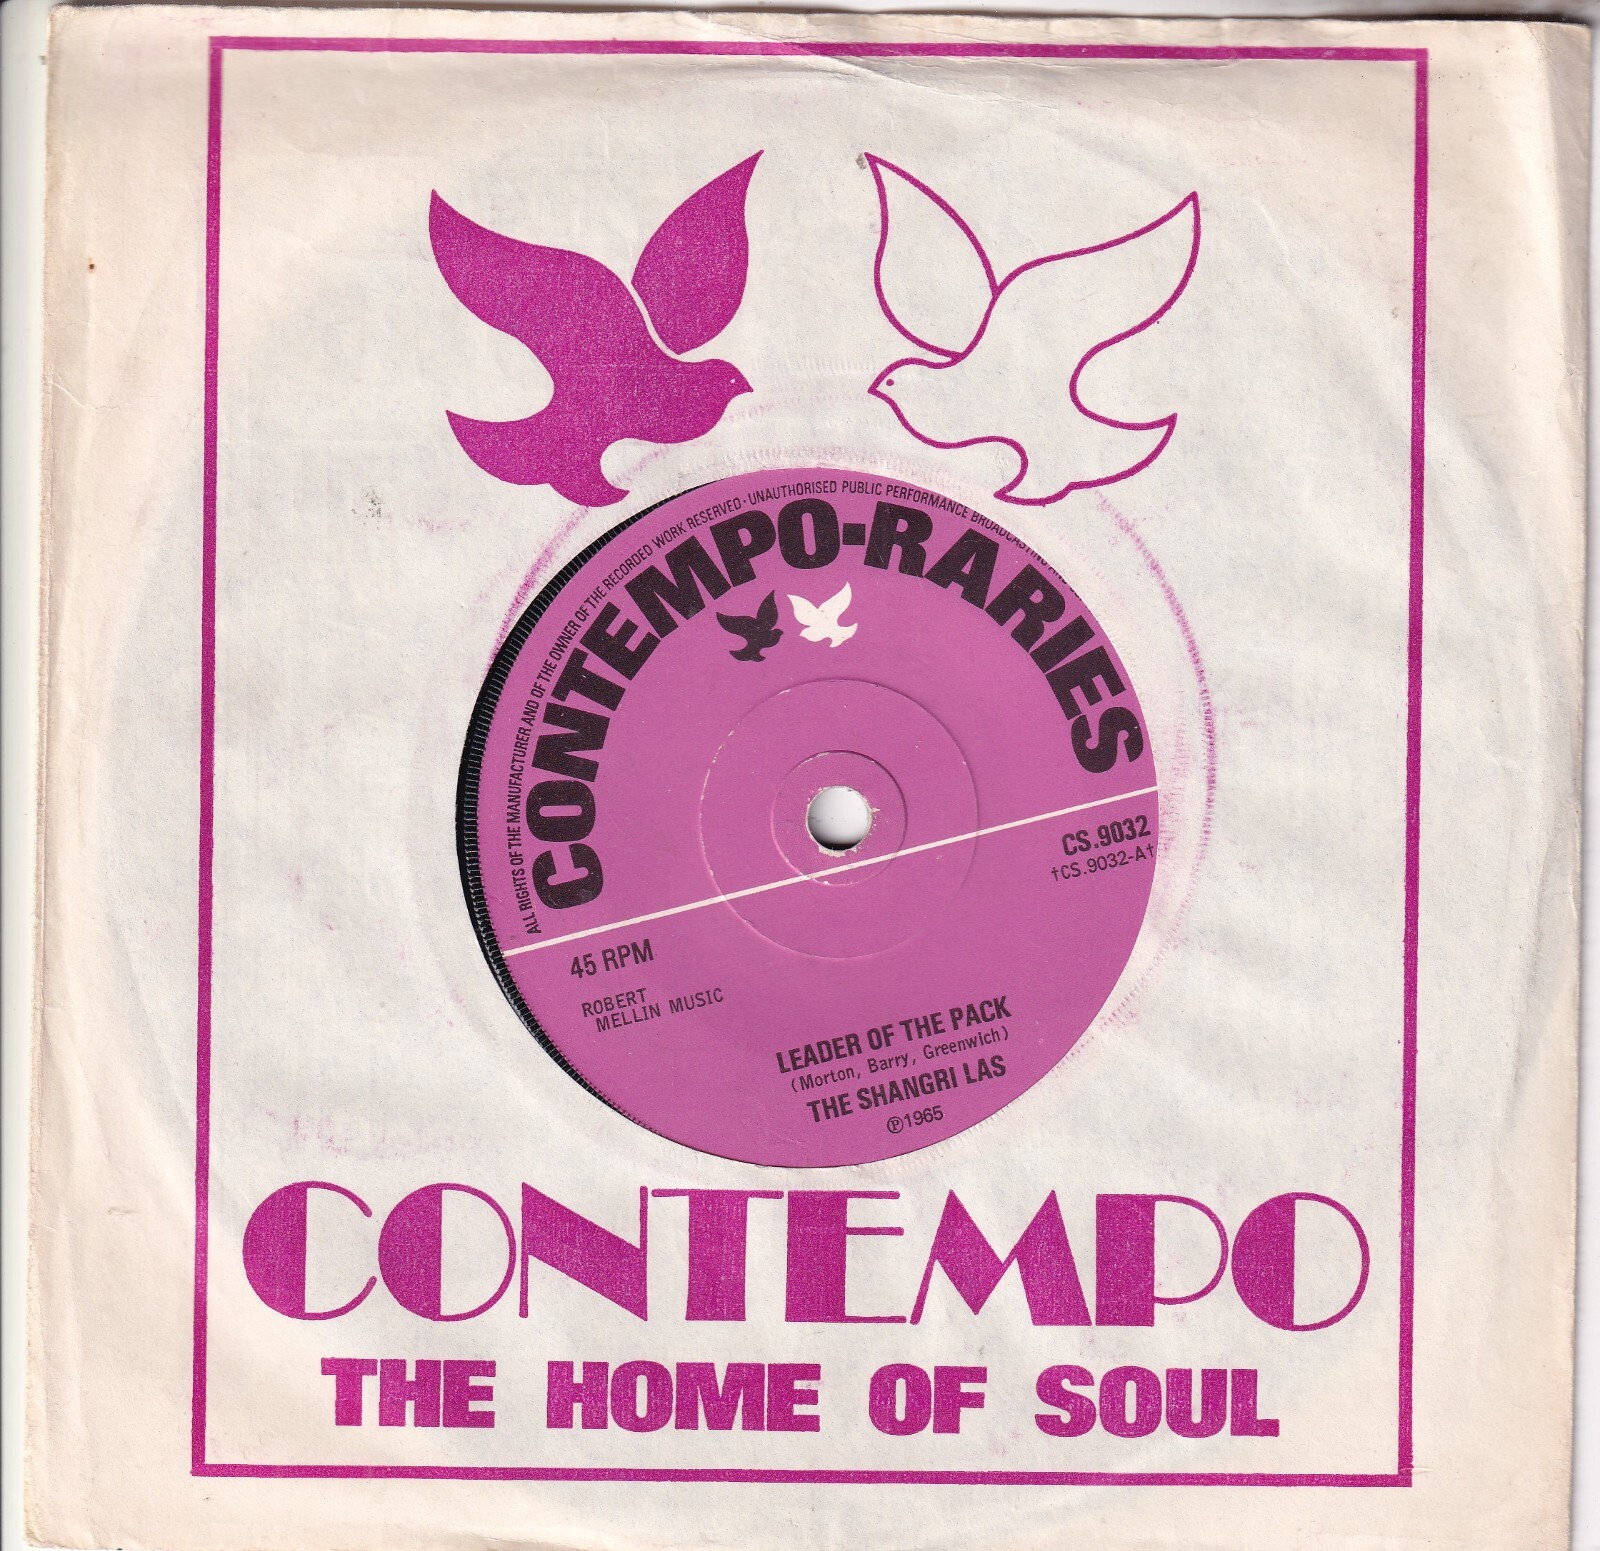 ALL RIGHTS OF THE MANUFACTURER AND OF THE OWNER OF THE RECORDED WORK RESERVED · UNAUTHORISED PUBLIC PERFORMANCE BROADCASTING AND
CONTEMPO-RARIES
CS.9032
†CS.9032-A†
45 RPM
ROBERT
MELLIN MUSIC
LEADER OF THE PACK
(Morton, Barry, Greenwich)
THE SHANGRI LAS
Ⓟ1965
CONTEMPO
THE HOME OF SOUL